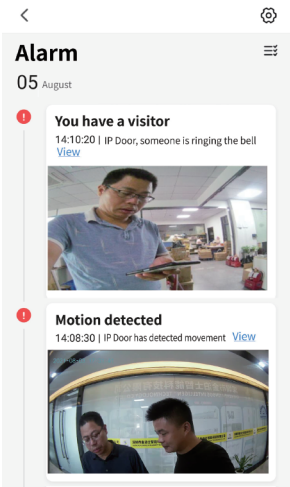 Alarm
05 August
You have a visitor
14:10:20 | IP Door, someone is ringing the bell
View
Motion detected
14:08:30 | IP Door has detected movement View